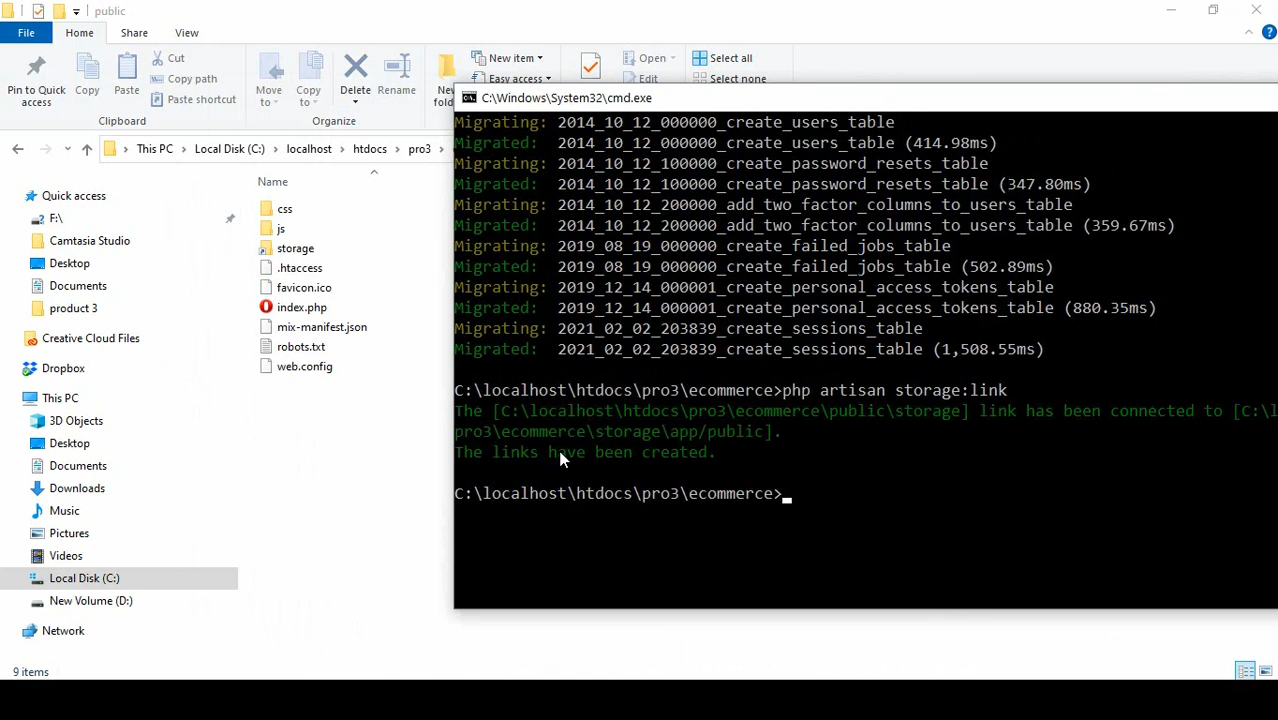 public
File
Home
Share
View
Pin to Quick access
Copy
Paste
Cut
Copy path
Paste shortcut
Clipboard
Move to
Copy to
Delete
Rename
Organize
New fold
New item
Easy access
Open
Edit
Select all
Select none
This PC
Local Disk (C:)
localhost
htdocs
pro3
Name
Quick access
F:\
Camtasia Studio
Desktop
Documents
product 3
Creative Cloud Files
Dropbox
This PC
3D Objects
Desktop
Documents
Downloads
Music
Pictures
Videos
Local Disk (C:)
New Volume (D:)
Network
css
js
storage
.htaccess
favicon.ico
index.php
mix-manifest.json
robots.txt
web.config
9 items
C:\Windows\System32\cmd.exe
Migrating: 2014_10_12_000000_create_users_table
Migrated: 2014_10_12_000000_create_users_table (414.98ms)
Migrating: 2014_10_12_100000_create_password_resets_table
Migrated: 2014_10_12_100000_create_password_resets_table (347.80ms)
Migrating: 2014_10_12_200000_add_two_factor_columns_to_users_table
Migrated: 2014_10_12_200000_add_two_factor_columns_to_users_table (359.67ms)
Migrating: 2019_08_19_000000_create_failed_jobs_table
Migrated: 2019_08_19_000000_create_failed_jobs_table (502.89ms)
Migrating: 2019_12_14_000001_create_personal_access_tokens_table
Migrated: 2019_12_14_000001_create_personal_access_tokens_table (880.35ms)
Migrating: 2021_02_02_203839_create_sessions_table
Migrated: 2021_02_02_203839_create_sessions_table (1,508.55ms)
C:\localhost\htdocs\pro3\ecommerce>php artisan storage:link
The [C:\localhost\htdocs\pro3\ecommerce\public\storage] link has been connected to [C:\l
pro3\ecommerce\storage\app/public].
The links have been created.
C:\localhost\htdocs\pro3\ecommerce>